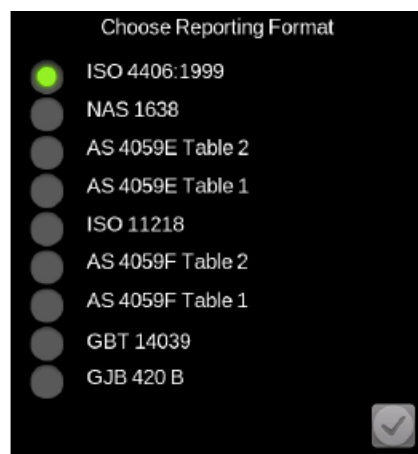 Choose Reporting Format
ISO 4406:1999
NAS 1638
AS 4059E Table 2
AS 4059E Table 1
ISO 11218
AS 4059F Table 2
AS 4059F Table 1
GBT 14039
GJB 420 B